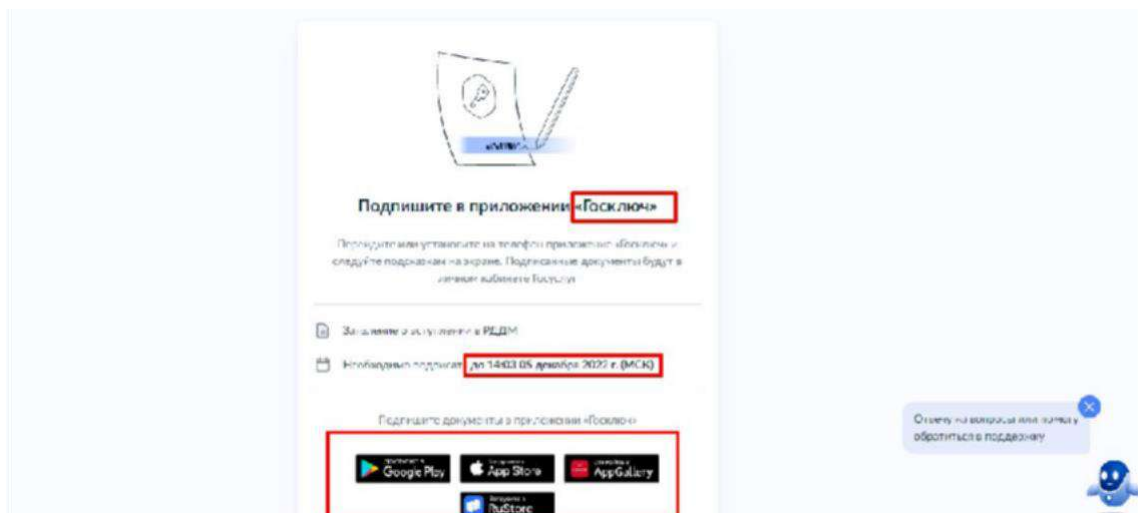 Подпишите в приложении «Госключ»
Перейдите или установите на телефон приложение «Госключ» и
следуйте подсказкам на экране. Подписанные документы будут в
личном кабинете Госуслуг
Заявление о вступлении в РДДМ
Необходимо подписать до 14:03 05 декабря 2022 г. (МСК)
Подпишите документы в приложении «Госключ»
Google Play
App Store
AppGallery
RuStore
Отвечу на вопросы или помогу
обратиться в поддержку